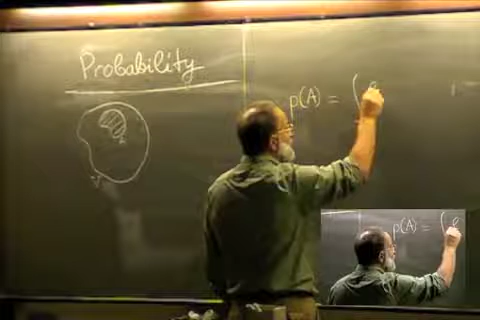 Probability
p(A) =
A
p(A) =